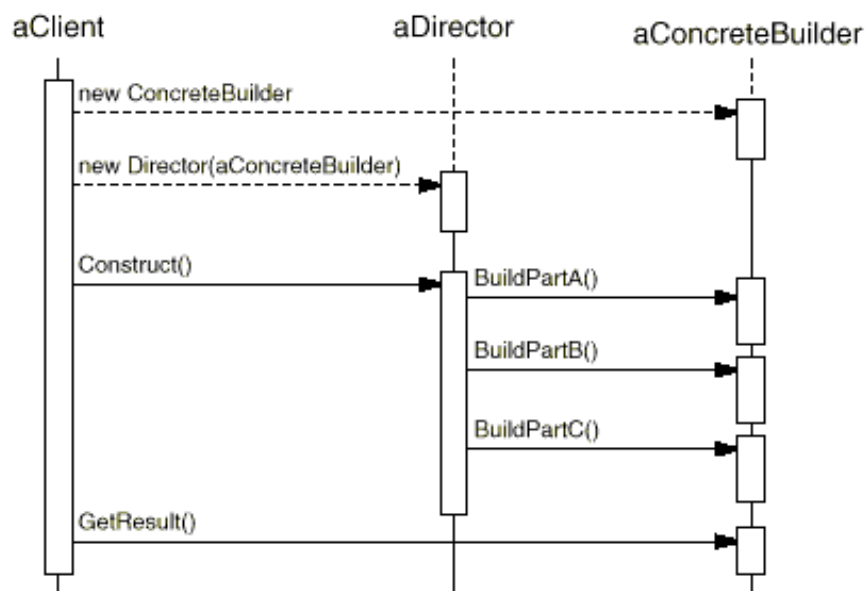 aClient
aDirector
aConcreteBuilder
new ConcreteBuilder
new Director(aConcreteBuilder)
Construct()
BuildPartA()
BuildPartB()
BuildPartC()
GetResult()